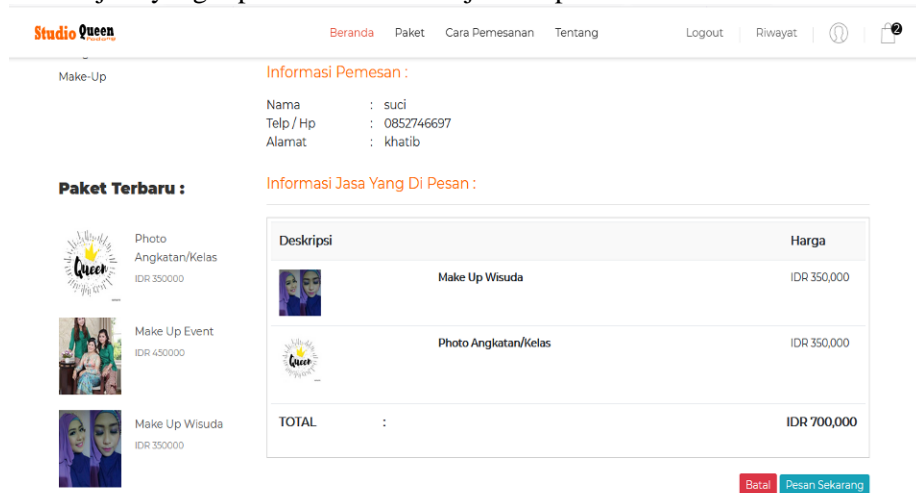 Studio Queen
Beranda Paket Cara Pemesanan Tentang Logout Riwayat 2
Make-Up
Paket Terbaru :
Photo
Angkatan/Kelas
IDR 350000
Make Up Event
IDR 450000
Make Up Wisuda
IDR 350000
Informasi Pemesan :
Nama : suci
Telp / Hp : 0852746697
Alamat : khatib
Informasi Jasa Yang Di Pesan :
Deskripsi Harga
Make Up Wisuda IDR 350,000
Queen
Photo Angkatan/Kelas IDR 350,000
Queen
TOTAL : IDR 700,000
Batal Pesan Sekarang